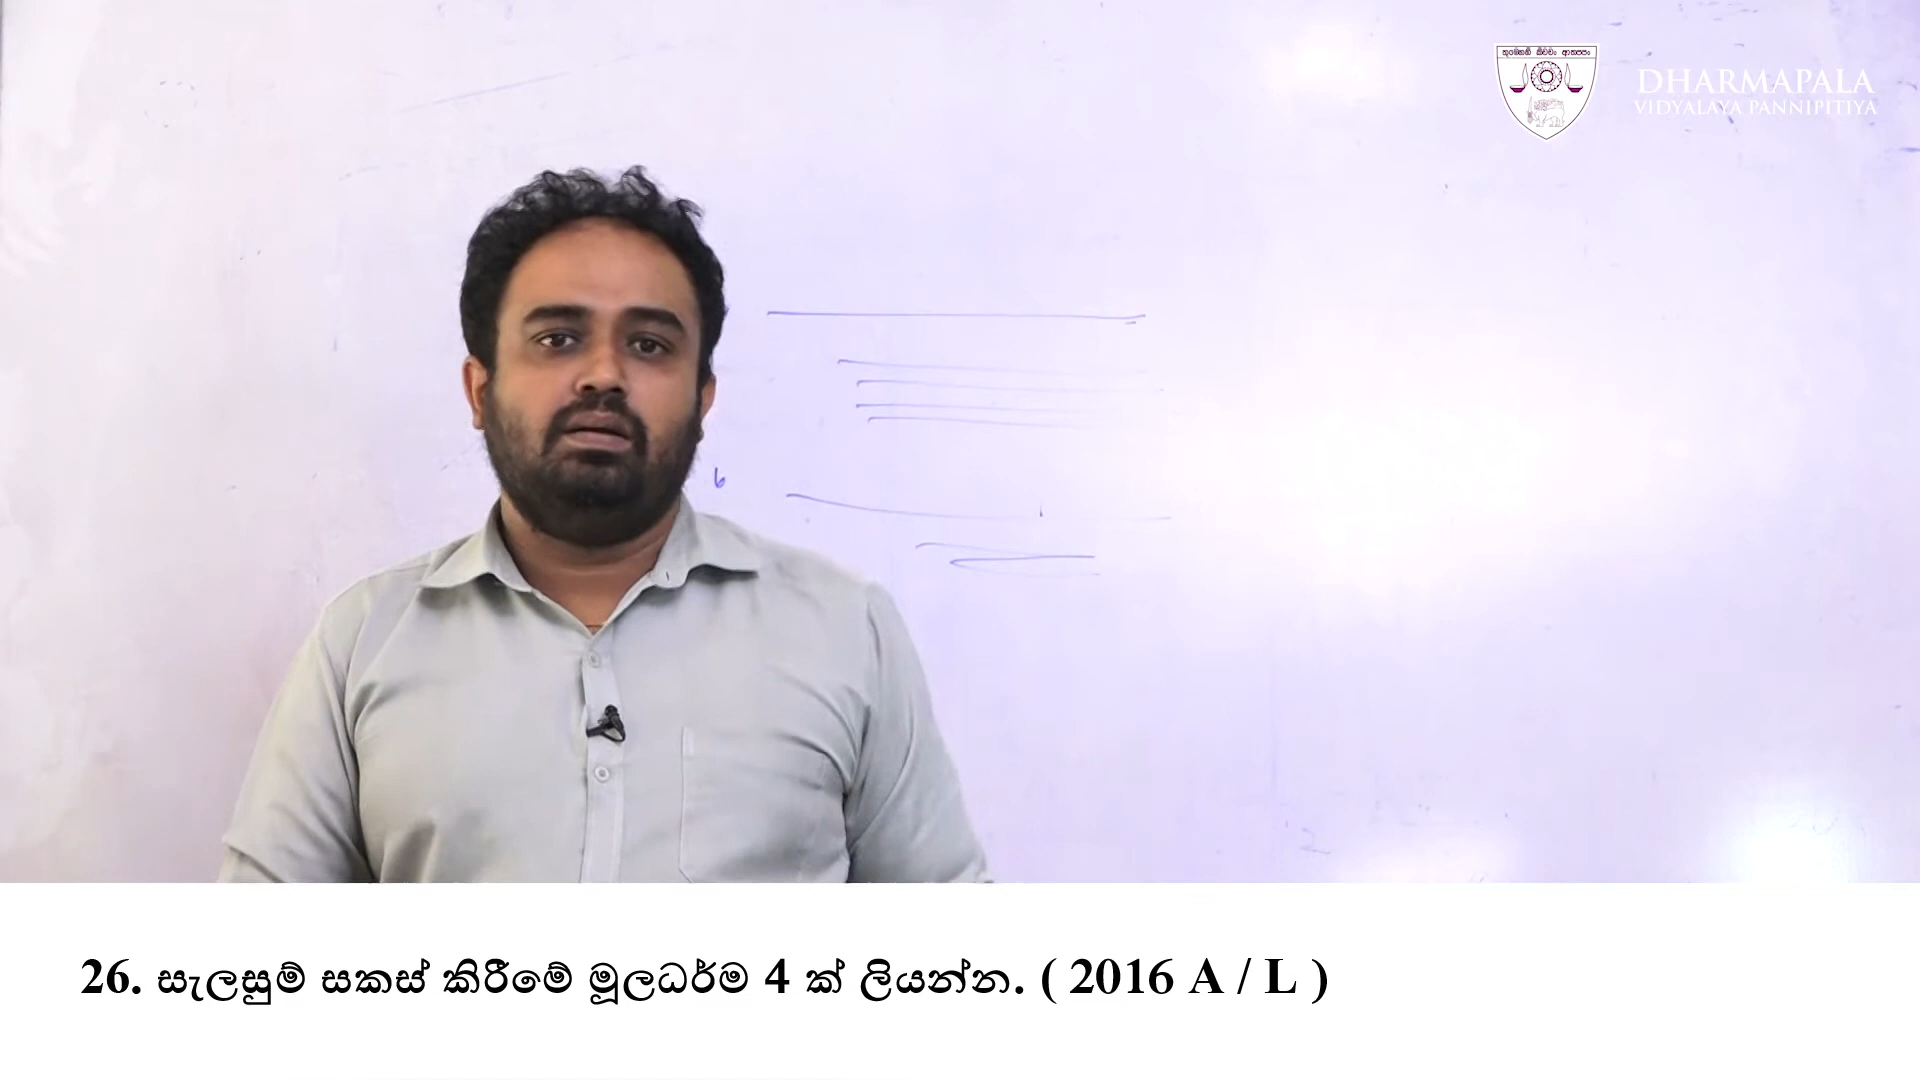 DHARMAPALA
VIDYALAYA PANNIPITIYA
26. සැලසුම් සකස් කිරීමේ මූලධර්ම 4 ක් ලියන්න. ( 2016 A / L )